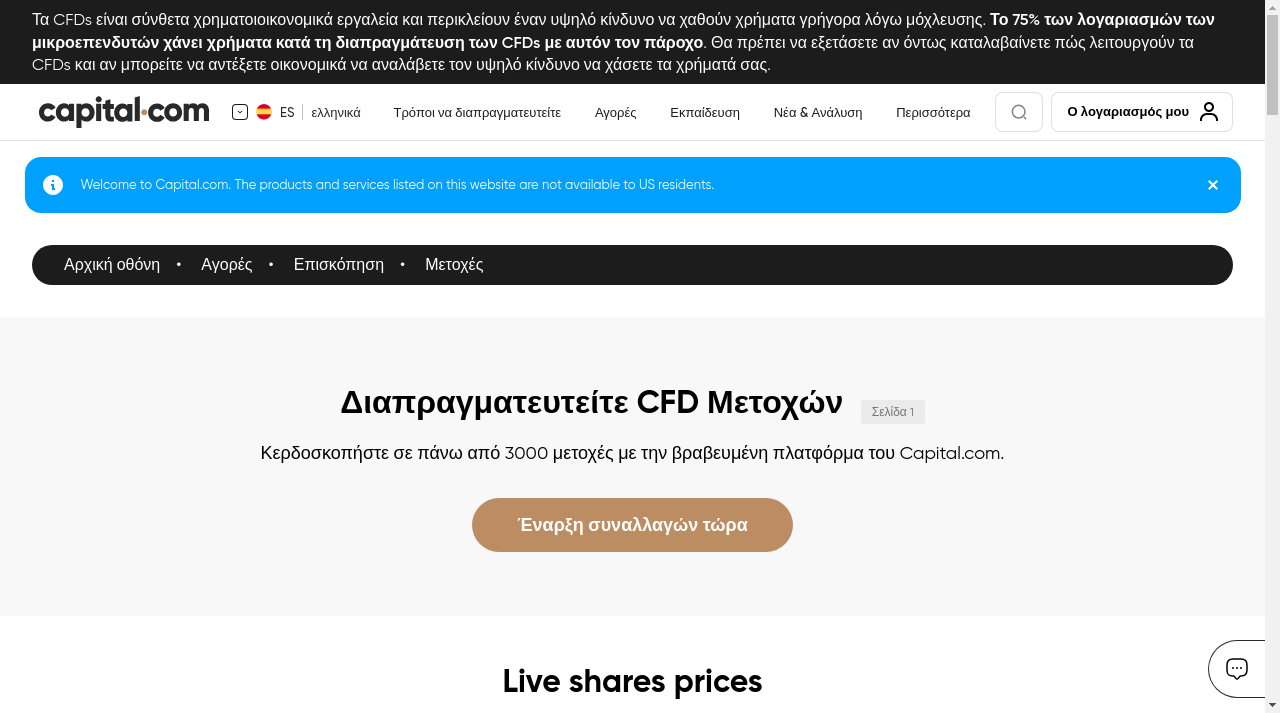 Τα CFDs είναι σύνθετα χρηματοιοικονομικά εργαλεία και περικλείουν έναν υψηλό κίνδυνο να χαθούν χρήματα γρήγορα λόγω μόχλευσης. Το 75% των λογαριασμών των
μικροεπενδυτών χάνει χρήματα κατά τη διαπραγμάτευση των CFDs με αυτόν τον πάροχο. Θα πρέπει να εξετάσετε αν όντως καταλαβαίνετε πώς λειτουργούν τα
CFDs και αν μπορείτε να αντέξετε οικονομικά να αναλάβετε τον υψηλό κίνδυνο να χάσετε τα χρήματά σας.
capital.com ES ελληνικά Τρόποι να διαπραγματευτείτε Αγορές Εκπαίδευση Νέα & Ανάλυση Περισσότερα Ο λογαριασμός μου
Welcome to Capital.com. The products and services listed on this website are not available to US residents.
Αρχική οθόνη • Αγορές • Επισκόπηση • Μετοχές
Διαπραγματευτείτε CFD Μετοχών Σελίδα 1
Κερδοσκοπήστε σε πάνω από 3000 μετοχές με την βραβευμένη πλατφόρμα του Capital.com.
Έναρξη συναλλαγών τώρα
Live shares prices